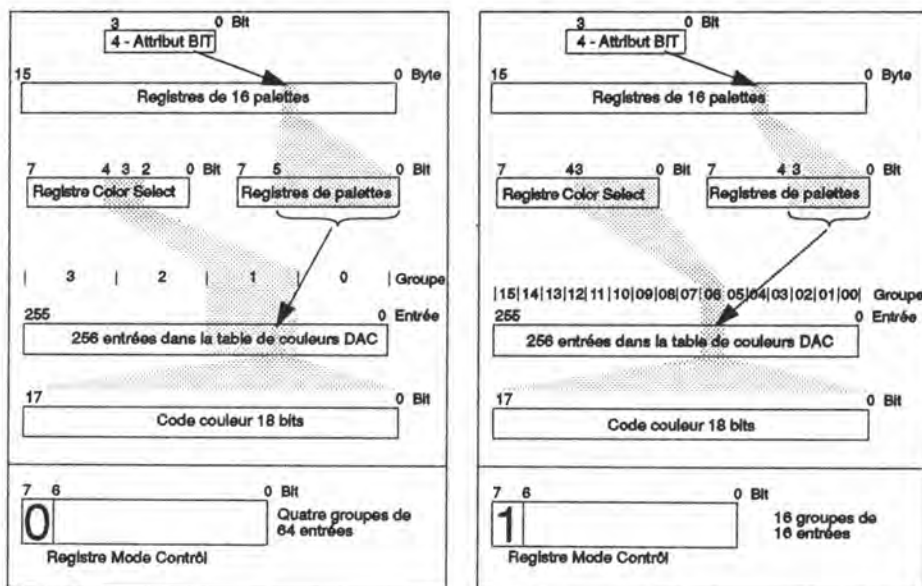 3 0 Bit
4 - Attribut BIT
15 0 Byte
Registres de 16 palettes
7 4 3 2 0 Bit 7 5 0 Bit
Registre Color Select Registres de palettes
| 3 | 2 | 1 | 0 | Groupe
255 0 Entrée
256 entrées dans la table de couleurs DAC
17 0 Bit
Code couleur 18 bits
7 6 0 Bit
0 Quatre groupes de
64 entrées
Registre Mode Contrôl
3 0 Bit
4 - Attribut BIT
15 0 Byte
Registres de 16 palettes
7 43 0 Bit 7 4 3 0 Bit
Registre Color Select Registres de palettes
|15|14|13|12|11|10|09|08|07|06 05|04|03|02|01|00| Groupe
255 0 Entrée
256 entrées dans la table de couleurs DAC
17 0 Bit
Code couleur 18 bits
7 6 0 Bit
1 16 groupes de
16 entrées
Registre Mode Contrôl